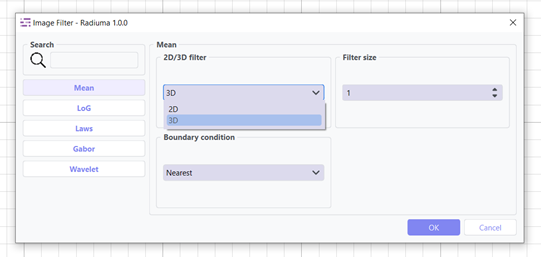 Image Filter - Radiuma 1.0.0
Search
Mean
LoG
Laws
Gabor
Wavelet
Mean
2D/3D filter
3D
2D
3D
Filter size
1
Boundary condition
Nearest
OK
Cancel